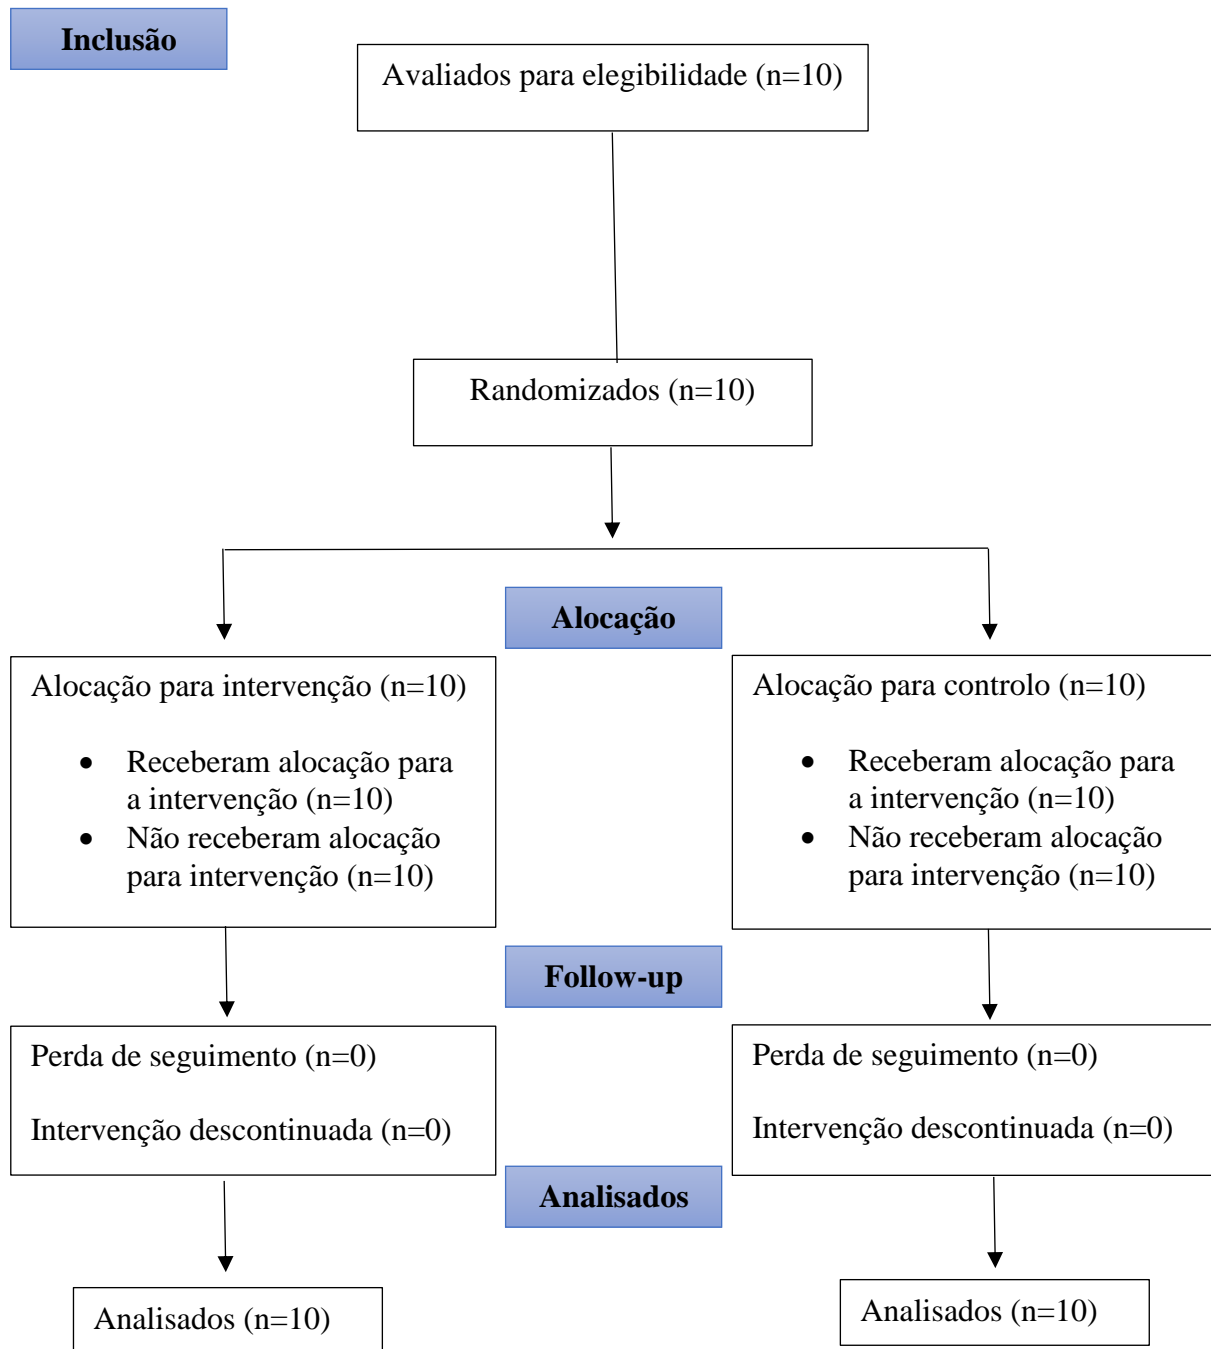 Inclusão
Avaliados para elegibilidade (n=10)
Randomizados (n=10)
Alocação
Alocação para intervenção (n=10)
• Receberam alocação para
a intervenção (n=10)
• Não receberam alocação
para intervenção (n=10)
Alocação para controlo (n=10)
• Receberam alocação para
a intervenção (n=10)
• Não receberam alocação
para intervenção (n=10)
Follow-up
Perda de seguimento (n=0)
Intervenção descontinuada (n=0)
Perda de seguimento (n=0)
Intervenção descontinuada (n=0)
Analisados
Analisados (n=10)
Analisados (n=10)